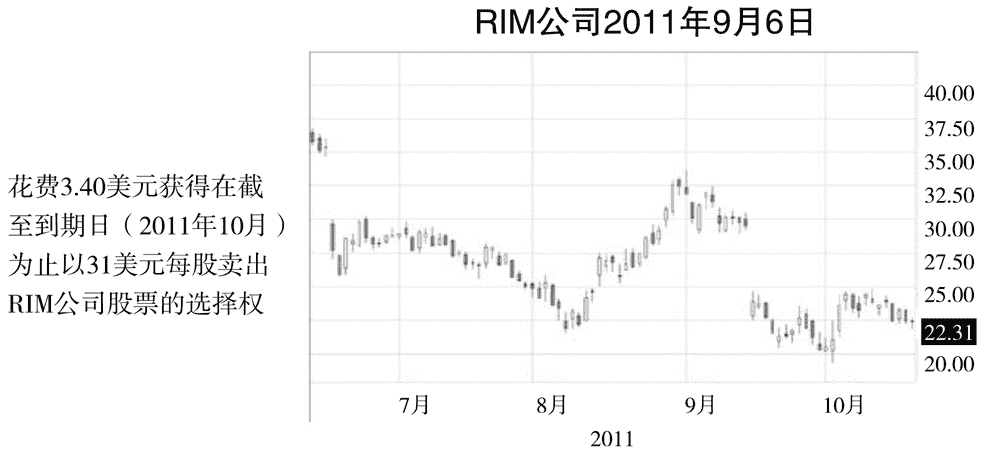 RIM公司2011年9月6日
花费3.40美元获得在截
至到期日（2011年10月）
为止以31美元每股卖出
RIM公司股票的选择权
40.00
37.50
35.00
32.50
30.00
27.50
25.00
22.31
20.00
7月
8月
9月
10月
2011